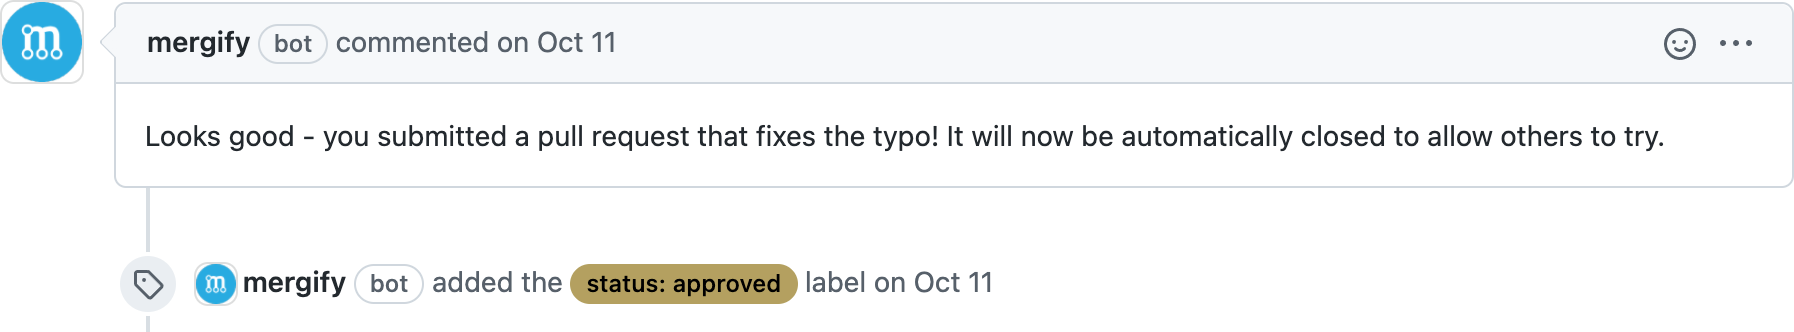 mergify bot commented on Oct 11
Looks good - you submitted a pull request that fixes the typo! It will now be automatically closed to allow others to try.
mergify bot added the status: approved label on Oct 11